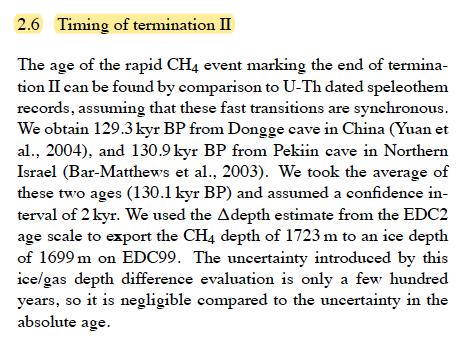 2.6 Timing of termination II
The age of the rapid CH4 event marking the end of termina-
tion II can be found by comparison to U-Th dated speleothem
records, assuming that these fast transitions are synchronous.
We obtain 129.3 kyr BP from Dongge cave in China (Yuan et
al., 2004), and 130.9 kyr BP from Pekiin cave in Northern
Israel (Bar-Matthews et al., 2003). We took the average of
these two ages (130.1 kyr BP) and assumed a confidence in-
terval of 2 kyr. We used the Δdepth estimate from the EDC2
age scale to export the CH4 depth of 1723 m to an ice depth
of 1699 m on EDC99. The uncertainty introduced by this
ice/gas depth difference evaluation is only a few hundred
years, so it is negligible compared to the uncertainty in the
absolute age.